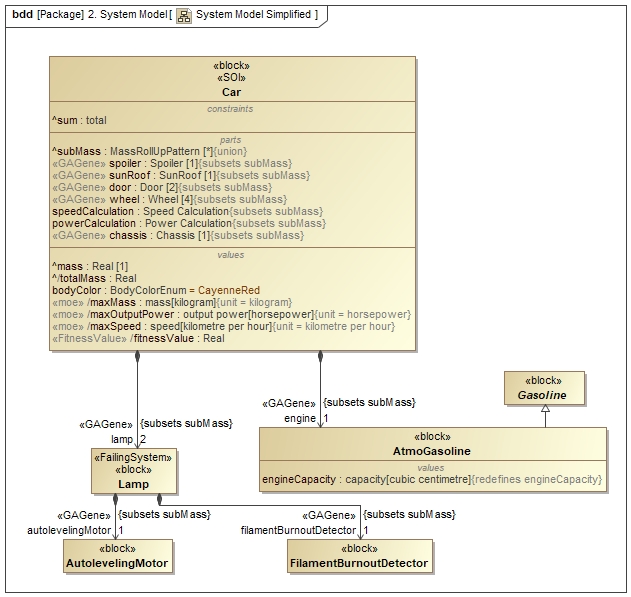 bdd [Package] 2. System Model [ System Model Simplified ]
«block»
«SOI»
Car
constraints
^sum : total
parts
^subMass : MassRollUpPattern [*]{union}
«GAGene» spoiler : Spoiler [1]{subsets subMass}
«GAGene» sunRoof : SunRoof [1]{subsets subMass}
«GAGene» door : Door [2]{subsets subMass}
«GAGene» wheel : Wheel [4]{subsets subMass}
speedCalculation : Speed Calculation{subsets subMass}
powerCalculation : Power Calculation{subsets subMass}
«GAGene» chassis : Chassis [1]{subsets subMass}
values
^mass : Real [1]
^/totalMass : Real
bodyColor : BodyColorEnum = CayenneRed
«moe» /maxMass : mass[kilogram]{unit = kilogram}
«moe» /maxOutputPower : output power[horsepower]{unit = horsepower}
«moe» /maxSpeed : speed[kilometre per hour]{unit = kilometre per hour}
«FitnessValue» /fitnessValue : Real
«block»
Gasoline
«GAGene» {subsets subMass}
engine 1
«GAGene» {subsets subMass}
lamp 2
«block»
AtmoGasoline
values
engineCapacity : capacity[cubic centimetre]{redefines engineCapacity}
«FailingSystem»
«block»
Lamp
«GAGene» {subsets subMass}
autolevelingMotor 1
«GAGene» {subsets subMass}
filamentBurnoutDetector 1
«block»
AutolevelingMotor
«block»
FilamentBurnoutDetector